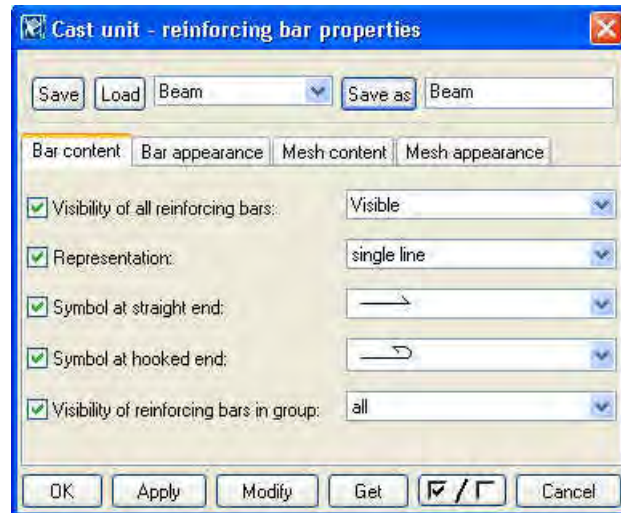 Cast unit - reinforcing bar properties
Save Load Beam Save as Beam
Bar content Bar appearance Mesh content Mesh appearance
Visibility of all reinforcing bars: Visible
Representation: single line
Symbol at straight end:
Symbol at hooked end:
Visibility of reinforcing bars in group: all
OK Apply Modify Get / Cancel